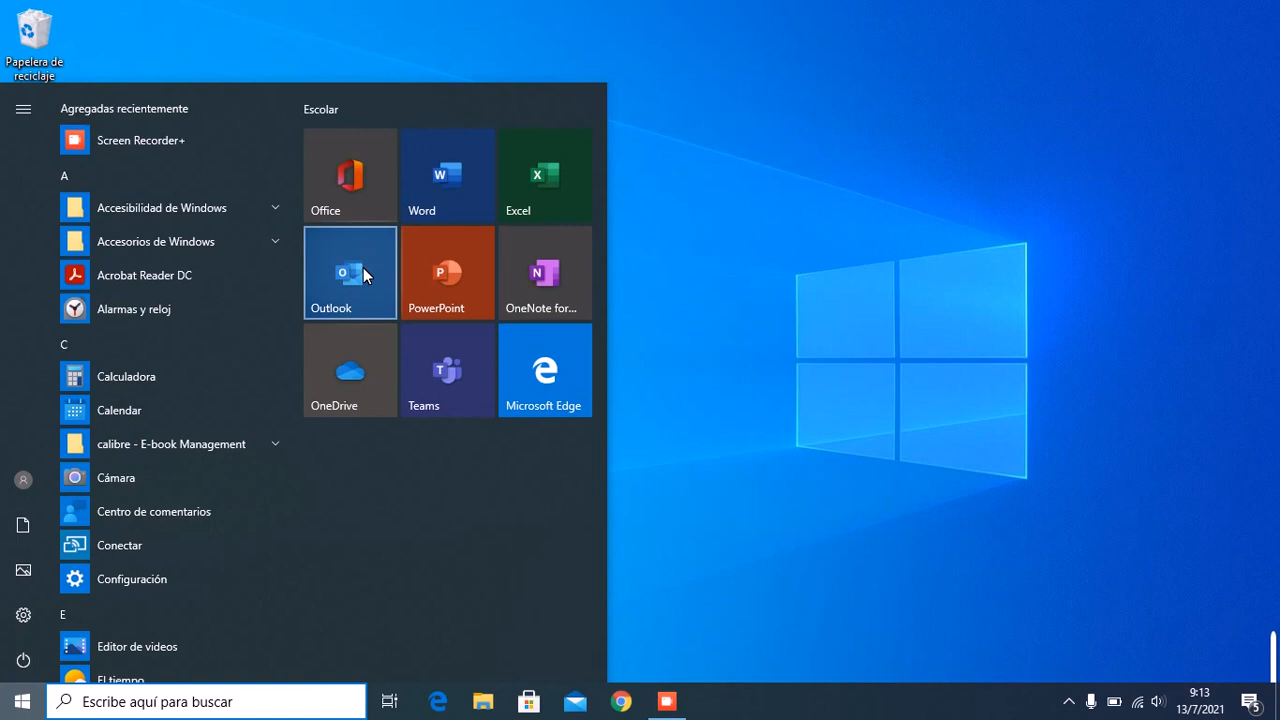 Papelera de
reciclaje
Agregadas recientemente
Screen Recorder+
A
Accesibilidad de Windows
Accesorios de Windows
Acrobat Reader DC
Alarmas y reloj
C
Calculadora
Calendar
calibre - E-book Management
Cámara
Centro de comentarios
Conectar
Configuración
E
Editor de videos
El tiempo
Escolar
Office
Word
Excel
Outlook
PowerPoint
OneNote for...
OneDrive
Teams
Microsoft Edge
Escribe aquí para buscar
9:13
13/7/2021
5